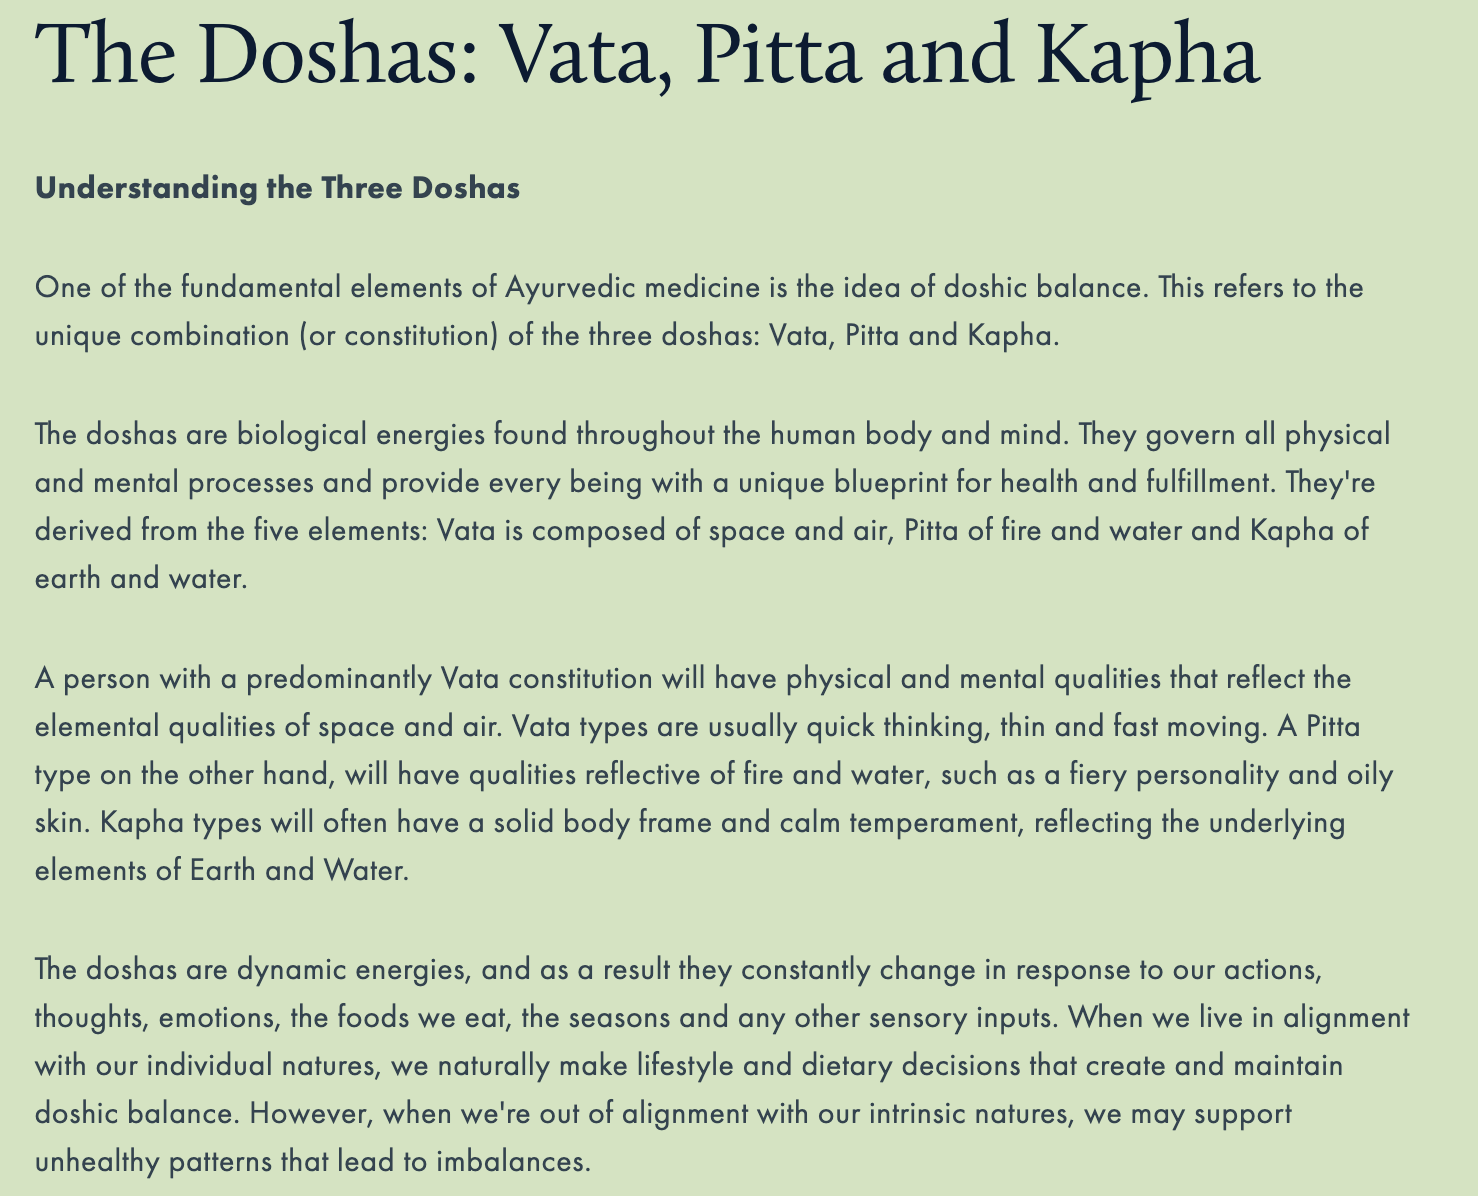 The Doshas: Vata, Pitta and Kapha
Understanding the Three Doshas
One of the fundamental elements of Ayurvedic medicine is the idea of doshic balance. This refers to the
unique combination (or constitution) of the three doshas: Vata, Pitta and Kapha.
The doshas are biological energies found throughout the human body and mind. They govern all physical
and mental processes and provide every being with a unique blueprint for health and fulfillment. They're
derived from the five elements: Vata is composed of space and air, Pitta of fire and water and Kapha of
earth and water.
A person with a predominantly Vata constitution will have physical and mental qualities that reflect the
elemental qualities of space and air. Vata types are usually quick thinking, thin and fast moving. A Pitta
type on the other hand, will have qualities reflective of fire and water, such as a fiery personality and oily
skin. Kapha types will often have a solid body frame and calm temperament, reflecting the underlying
elements of Earth and Water.
The doshas are dynamic energies, and as a result they constantly change in response to our actions,
thoughts, emotions, the foods we eat, the seasons and any other sensory inputs. When we live in alignment
with our individual natures, we naturally make lifestyle and dietary decisions that create and maintain
doshic balance. However, when we're out of alignment with our intrinsic natures, we may support
unhealthy patterns that lead to imbalances.